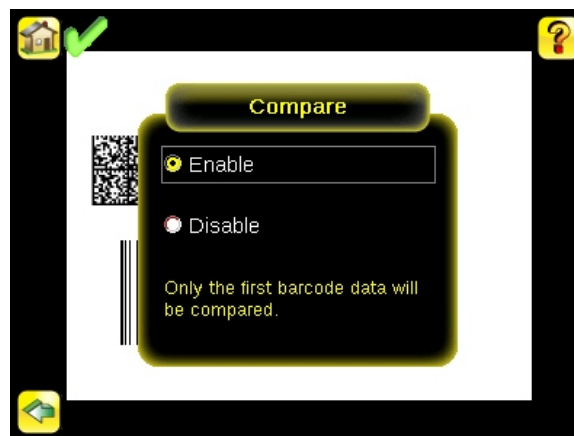 Compare
Enable
Disable
Only the first barcode data will
be compared.